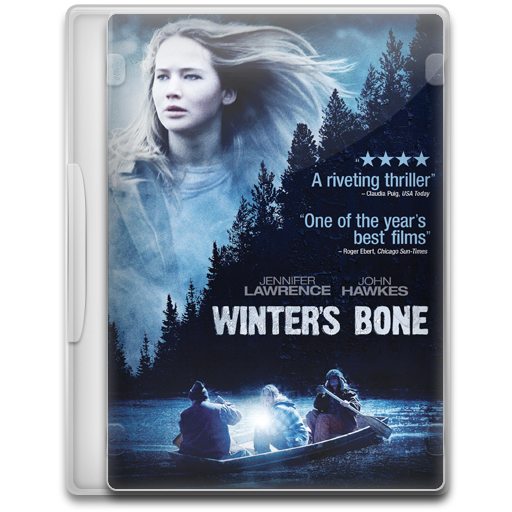 "★★★★
A riveting thriller"
– Claudia Puig, USA Today
"One of the year's
best films"
– Roger Ebert, Chicago Sun-Times
JENNIFER JOHN
LAWRENCE HAWKES
WINTER'S BONE